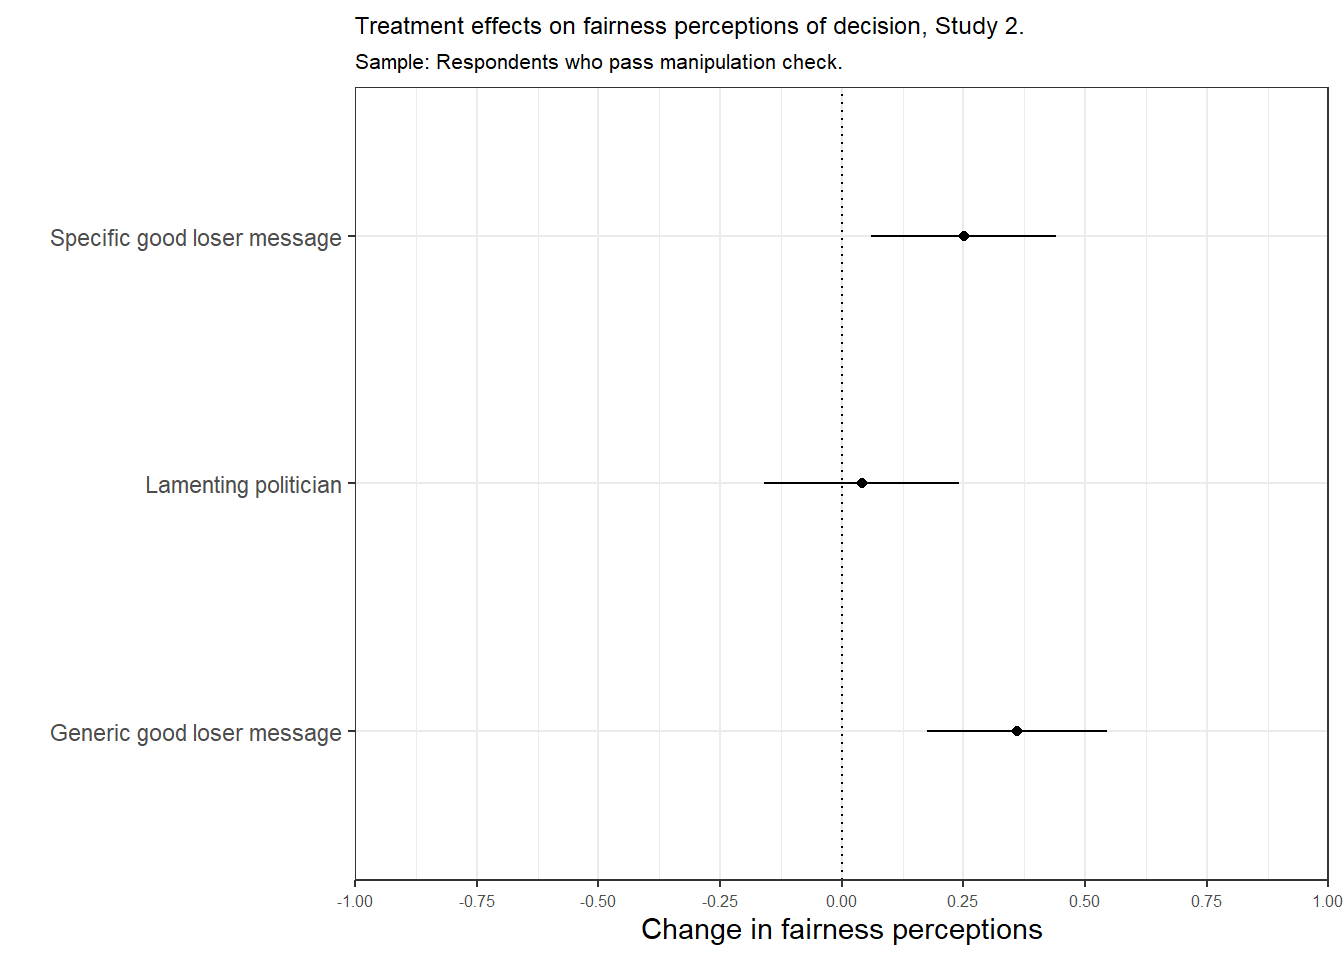 Treatment effects on fairness perceptions of decision, Study 2.
Sample: Respondents who pass manipulation check.
Specific good loser message
Lamenting politician
Generic good loser message
-1.00 -0.75 -0.50 -0.25 0.00 0.25 0.50 0.75 1.00
Change in fairness perceptions